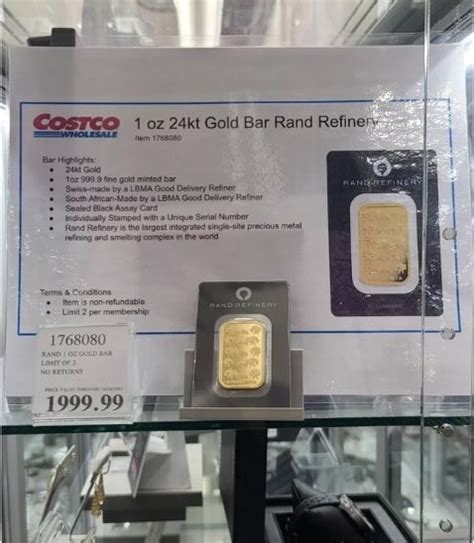 COSTCO
WHOLESALE
1 oz 24kt Gold Bar Rand Refinery
Item 1768080
Bar Highlights:
24kt Gold
1oz 999.9 fine gold minted bar
Swiss-made by a LBMA Good Delivery Refiner
South African-Made by a LBMA Good Delivery Refiner
Sealed Black Assay Card
Individually Stamped with a Unique Serial Number
Rand Refinery is the largest integrated single-site precious metal
refining and smelting complex in the world
Terms & Conditions
Item is non-refundable
Limit 2 per membership
RAND REFINERY
1768080
RAND 1 OZ GOLD BAR
LIMIT OF 2
NO RETURNS
PRICE VALID THROUGH
1999.99
RAND REFINERY